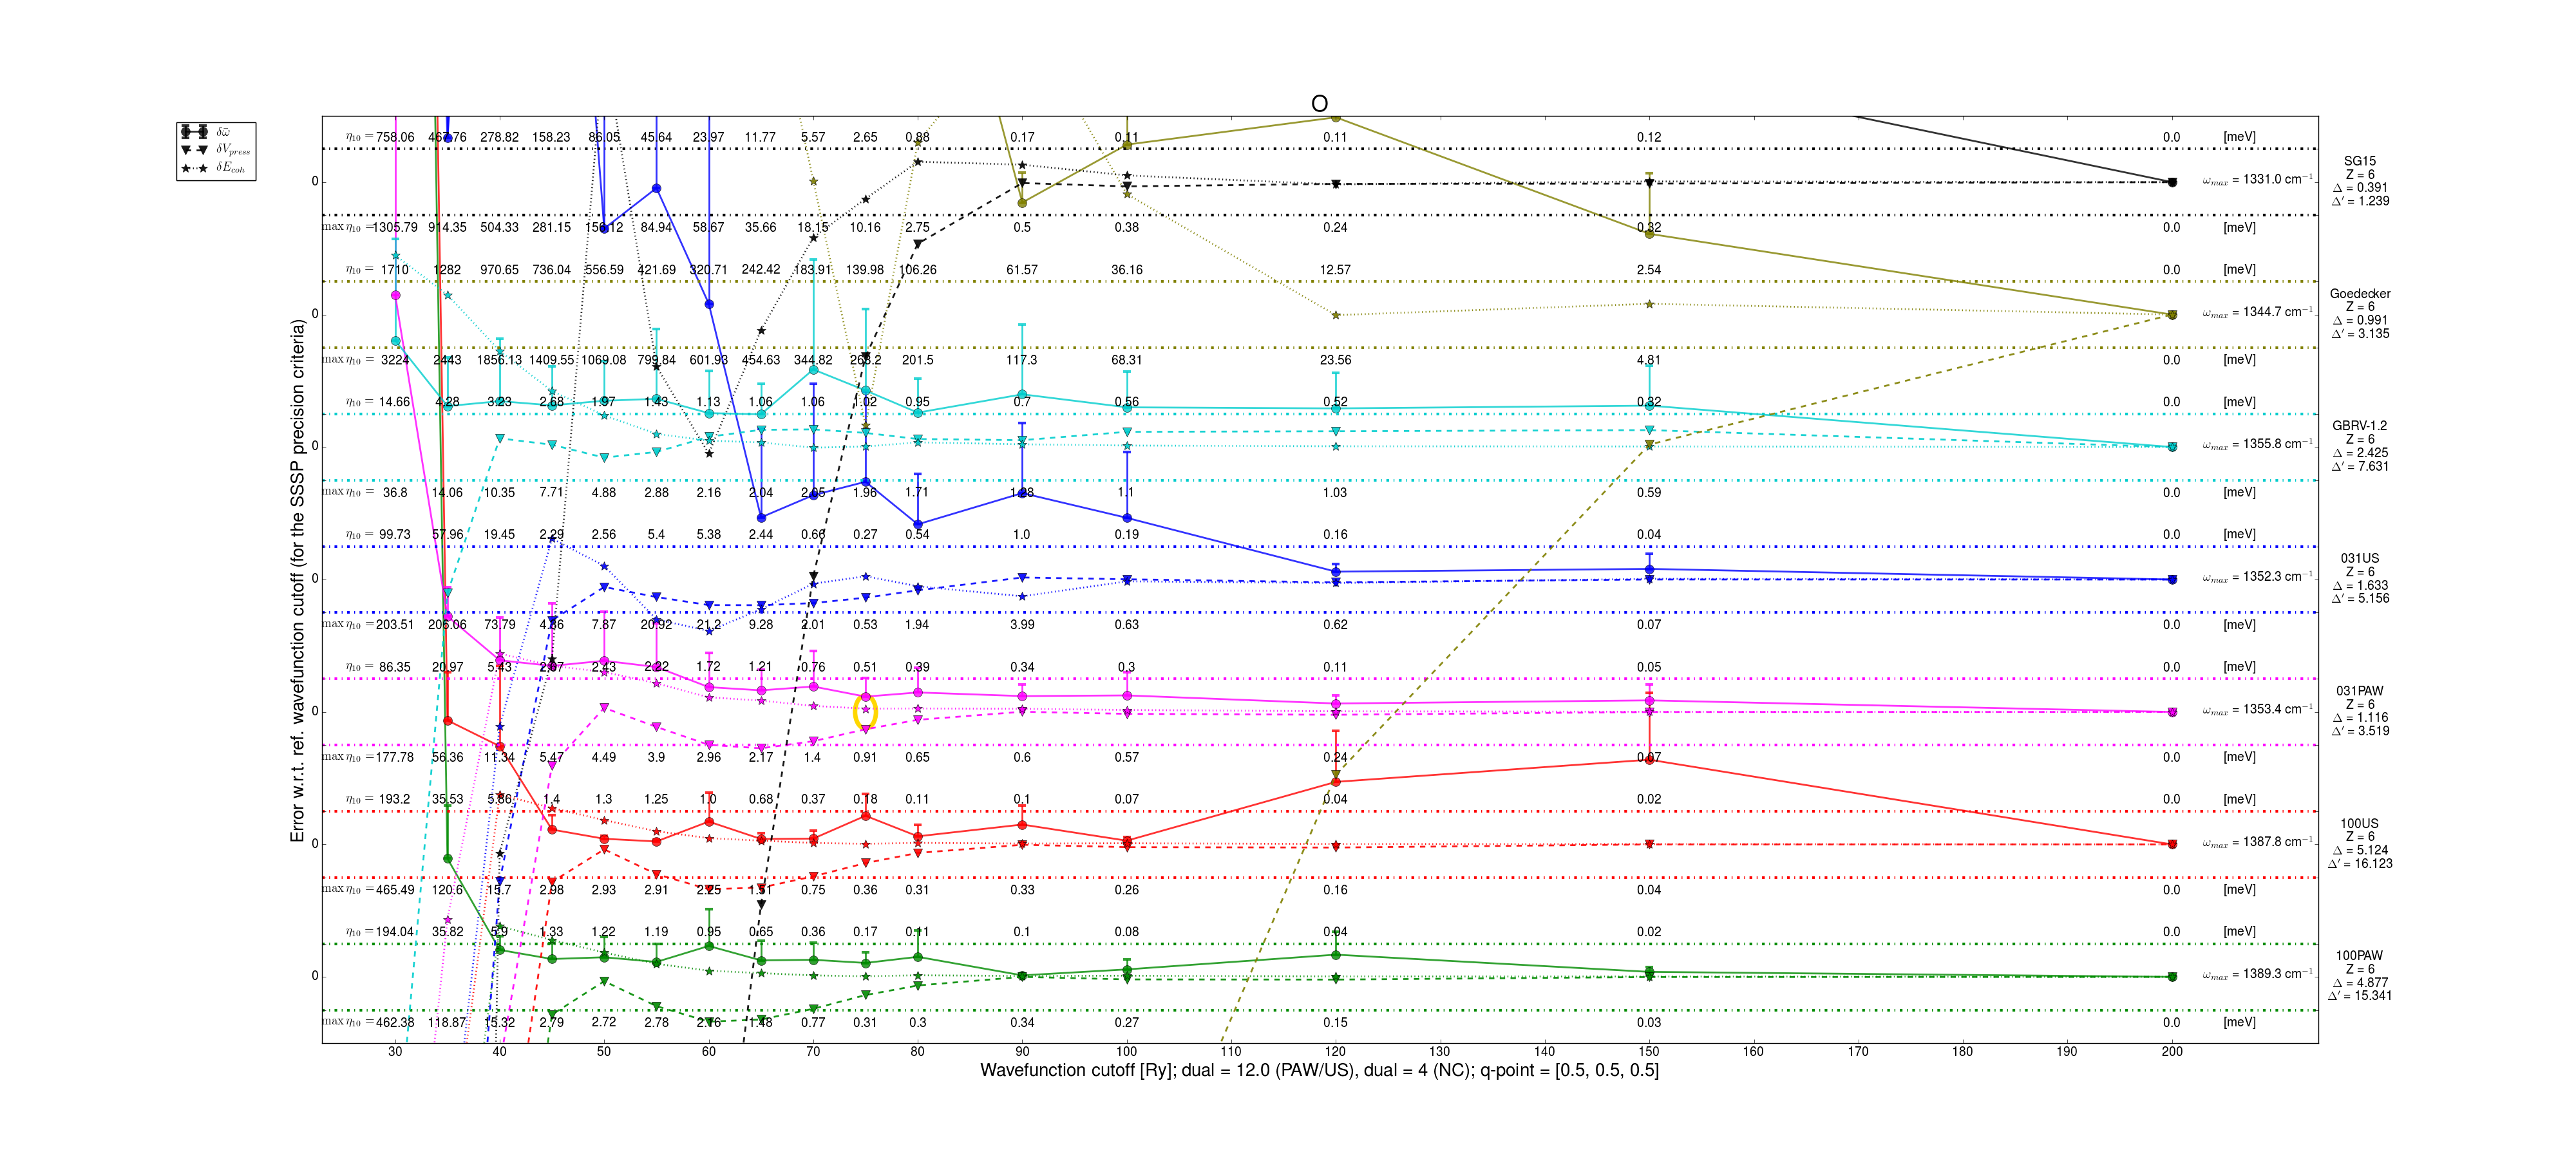 O
δω̄
δV_press
δE_coh
Error w.r.t. ref. wavefunction cutoff (for the SSSP precision criteria)
η₁₀ = 758.06 467.76 278.82 158.23 86.05 45.64 23.97 11.77 5.57 2.65 0.88 0.17 0.11 0.11 0.12 0.0 [meV]
0 ω_max = 1331.0 cm⁻¹
SG15
Z = 6
Δ = 0.391
Δ' = 1.239
max η₁₀ = 1305.79 914.35 504.33 281.15 156.12 84.94 58.67 35.66 18.15 10.16 2.75 0.5 0.38 0.24 0.32 0.0 [meV]
η₁₀ = 1710 1282 970.65 736.04 556.59 421.69 320.71 242.42 183.91 139.98 106.26 61.57 36.16 12.57 2.54 0.0 [meV]
0 ω_max = 1344.7 cm⁻¹
Goedecker
Z = 6
Δ = 0.991
Δ' = 3.135
max η₁₀ = 3224 2443 1856.13 1409.55 1069.08 799.84 601.93 454.63 344.82 263.2 201.5 117.3 68.31 23.56 4.81 0.0 [meV]
η₁₀ = 14.66 4.28 3.23 2.68 1.97 1.43 1.13 1.06 1.06 1.02 0.95 0.7 0.56 0.52 0.32 0.0 [meV]
0 ω_max = 1355.8 cm⁻¹
GBRV-1.2
Z = 6
Δ = 2.425
Δ' = 7.631
max η₁₀ = 36.8 14.06 10.35 7.71 4.88 2.88 2.16 2.04 2.05 1.96 1.71 1.38 1.1 1.03 0.59 0.0 [meV]
η₁₀ = 99.73 57.96 19.45 2.29 2.56 5.4 5.38 2.44 0.66 0.27 0.54 1.0 0.19 0.16 0.04 0.0 [meV]
0 ω_max = 1352.3 cm⁻¹
031US
Z = 6
Δ = 1.633
Δ' = 5.156
max η₁₀ = 203.51 206.06 73.79 4.86 7.87 20.92 21.2 9.28 2.01 0.53 1.94 3.99 0.63 0.62 0.07 0.0 [meV]
η₁₀ = 86.35 20.97 5.43 2.67 2.43 2.22 1.72 1.21 0.76 0.51 0.39 0.34 0.3 0.11 0.05 0.0 [meV]
0 ω_max = 1353.4 cm⁻¹
031PAW
Z = 6
Δ = 1.116
Δ' = 3.519
max η₁₀ = 177.78 56.36 11.34 5.47 4.49 3.9 2.96 2.17 1.4 0.91 0.65 0.6 0.57 0.24 0.07 0.0 [meV]
η₁₀ = 193.2 35.53 5.86 1.4 1.3 1.25 1.0 0.68 0.37 0.18 0.11 0.1 0.07 0.04 0.02 0.0 [meV]
0 ω_max = 1387.8 cm⁻¹
100US
Z = 6
Δ = 5.124
Δ' = 16.123
max η₁₀ = 465.49 120.6 15.7 2.98 2.93 2.91 2.25 1.51 0.75 0.36 0.31 0.33 0.26 0.16 0.04 0.0 [meV]
η₁₀ = 194.04 35.82 5.9 1.33 1.22 1.19 0.95 0.65 0.36 0.17 0.11 0.1 0.08 0.04 0.02 0.0 [meV]
0 ω_max = 1389.3 cm⁻¹
100PAW
Z = 6
Δ = 4.877
Δ' = 15.341
max η₁₀ = 462.38 118.87 15.32 2.79 2.72 2.78 2.16 1.48 0.77 0.31 0.3 0.34 0.27 0.15 0.03 0.0 [meV]
30 40 50 60 70 80 90 100 110 120 130 140 150 160 170 180 190 200
Wavefunction cutoff [Ry]; dual = 12.0 (PAW/US), dual = 4 (NC); q-point = [0.5, 0.5, 0.5]